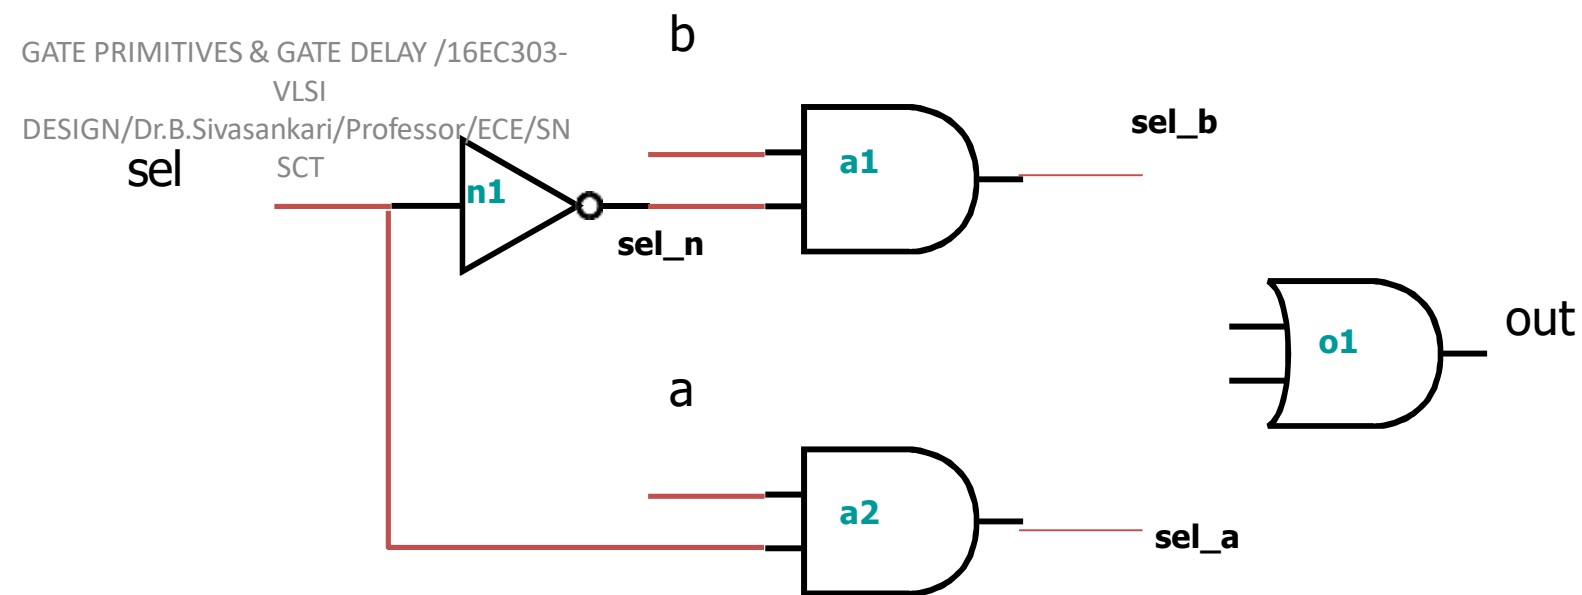 b
GATE PRIMITIVES & GATE DELAY /16EC303-
VLSI
DESIGN/Dr.B.Sivasankari/Professor/ECE/SN
SCT
sel
n1
sel_n
a1
sel_b
o1
out
a
a2
sel_a